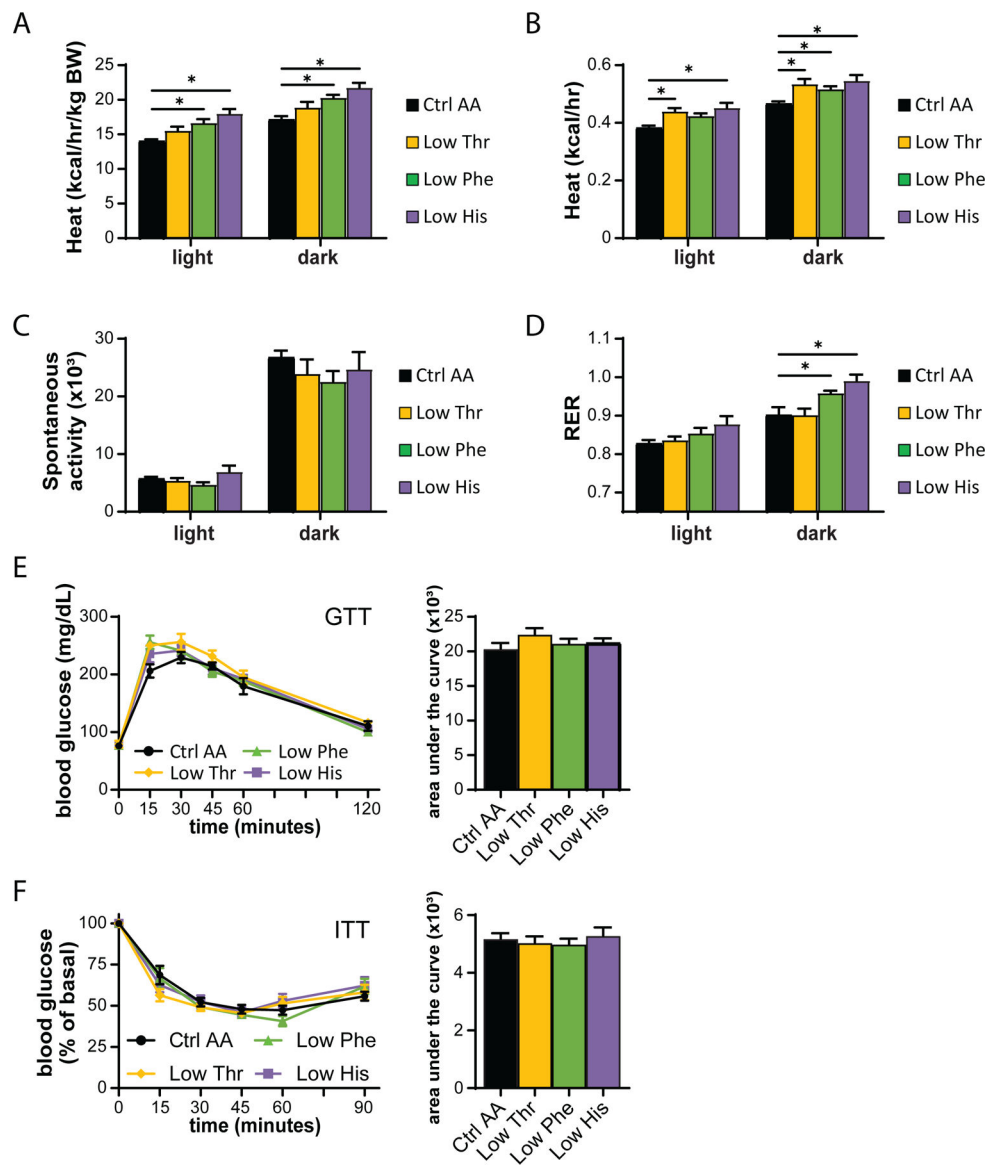 A
Heat (kcal/hr/kg BW)
25
20
15
10
5
0
*
*
*
*
light
dark
Ctrl AA
Low Thr
Low Phe
Low His
B
Heat (kcal/hr)
0.6
0.4
0.2
0
*
*
*
*
*
light
dark
Ctrl AA
Low Thr
Low Phe
Low His
C
Spontaneous
activity (x10³)
30
20
10
0
light
dark
Ctrl AA
Low Thr
Low Phe
Low His
D
RER
1.1
1.0
0.9
0.8
0.7
*
*
light
dark
Ctrl AA
Low Thr
Low Phe
Low His
E
blood glucose (mg/dL)
300
200
100
0
GTT
Ctrl AA
Low Phe
Low Thr
Low His
0 15 30 45 60 120
time (minutes)
area under the curve (x10³)
25
20
15
10
5
0
Ctrl AA
Low Thr
Low Phe
Low His
F
blood glucose
(% of basal)
100
75
50
25
0
ITT
Ctrl AA
Low Phe
Low Thr
Low His
0 15 30 45 60 90
time (minutes)
area under the curve (x10³)
6
4
2
0
Ctrl AA
Low Thr
Low Phe
Low His